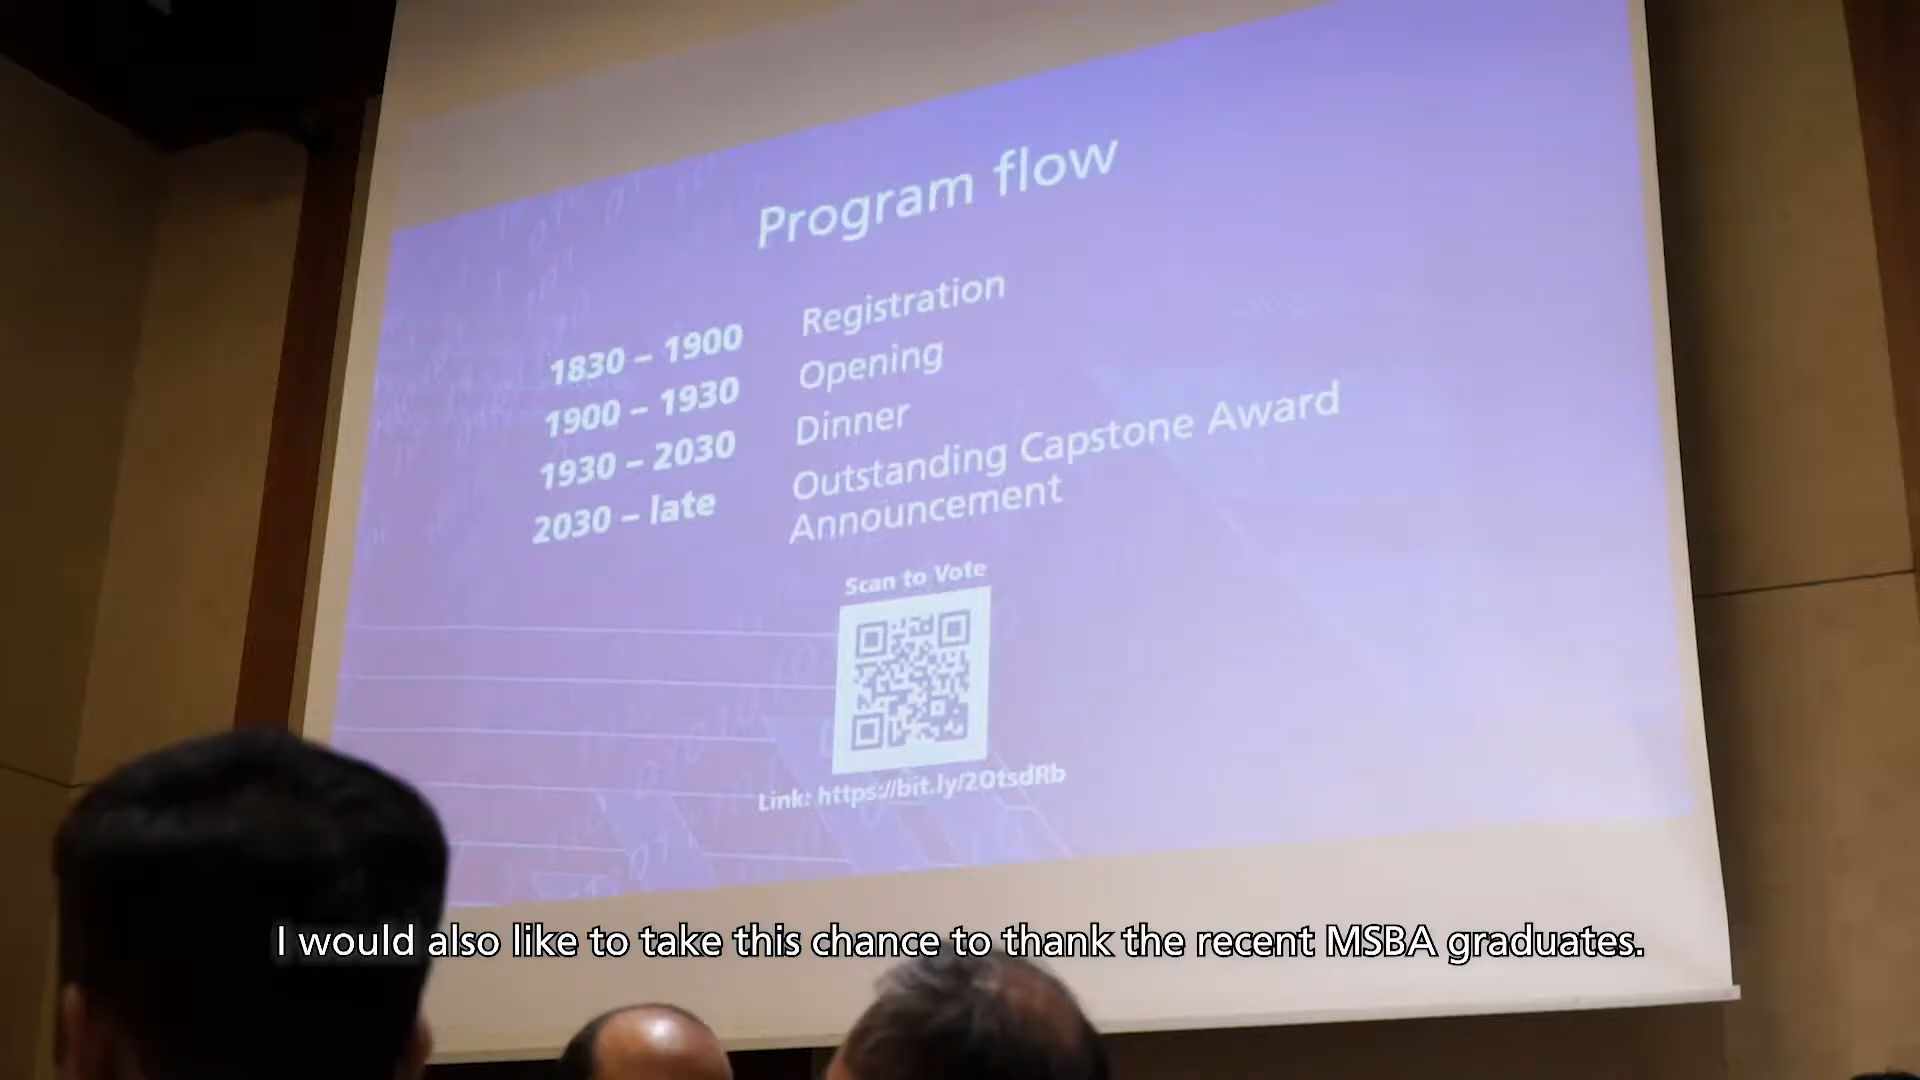 Program flow
1830 – 1900 Registration
1900 – 1930 Opening
1930 – 2030 Dinner
2030 – late Outstanding Capstone Award
Announcement
Scan to Vote
Link: https://bit.ly/2OtsdRb
I would also like to take this chance to thank the recent MSBA graduates.